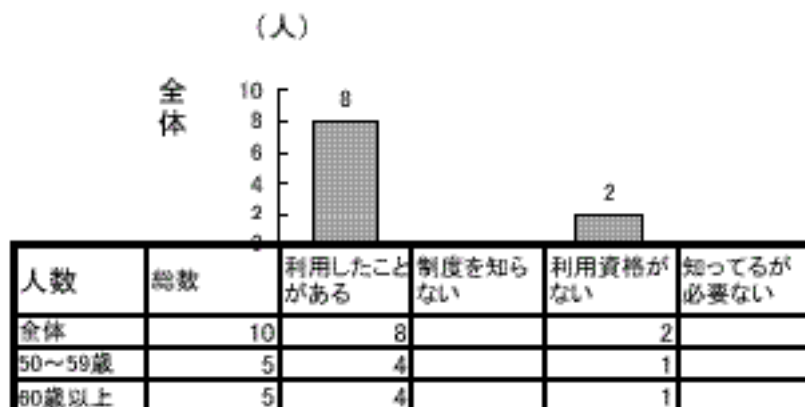 (人)
全体
10
8
6
4
2
0
8
2
人数 総数 利用したことがある 制度を知らない 利用資格がない 知ってるが必要ない
全体 10 8 2
50～59歳 5 4 1
60歳以上 5 4 1